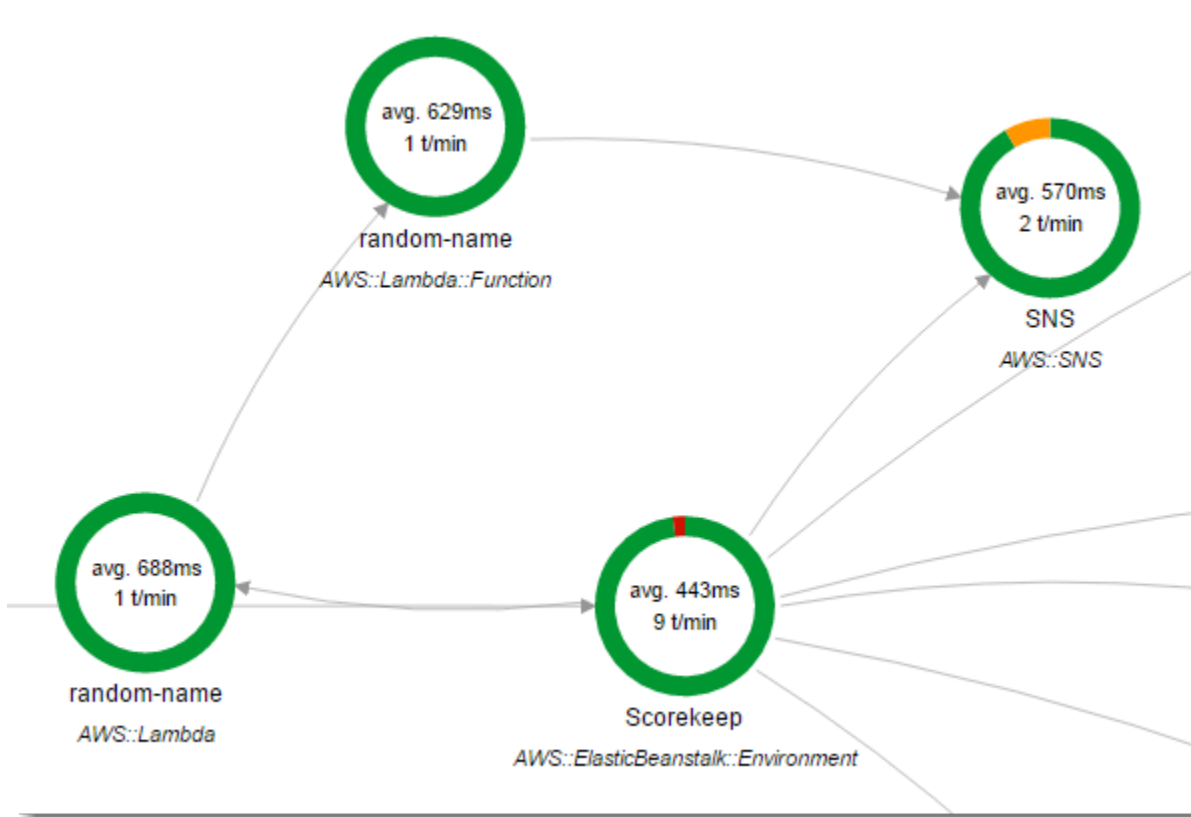 avg. 629ms
1 t/min
random-name
AWS::Lambda::Function
avg. 570ms
2 t/min
SNS
AWS::SNS
avg. 688ms
1 t/min
random-name
AWS::Lambda
avg. 443ms
9 t/min
Scorekeep
AWS::ElasticBeanstalk::Environment